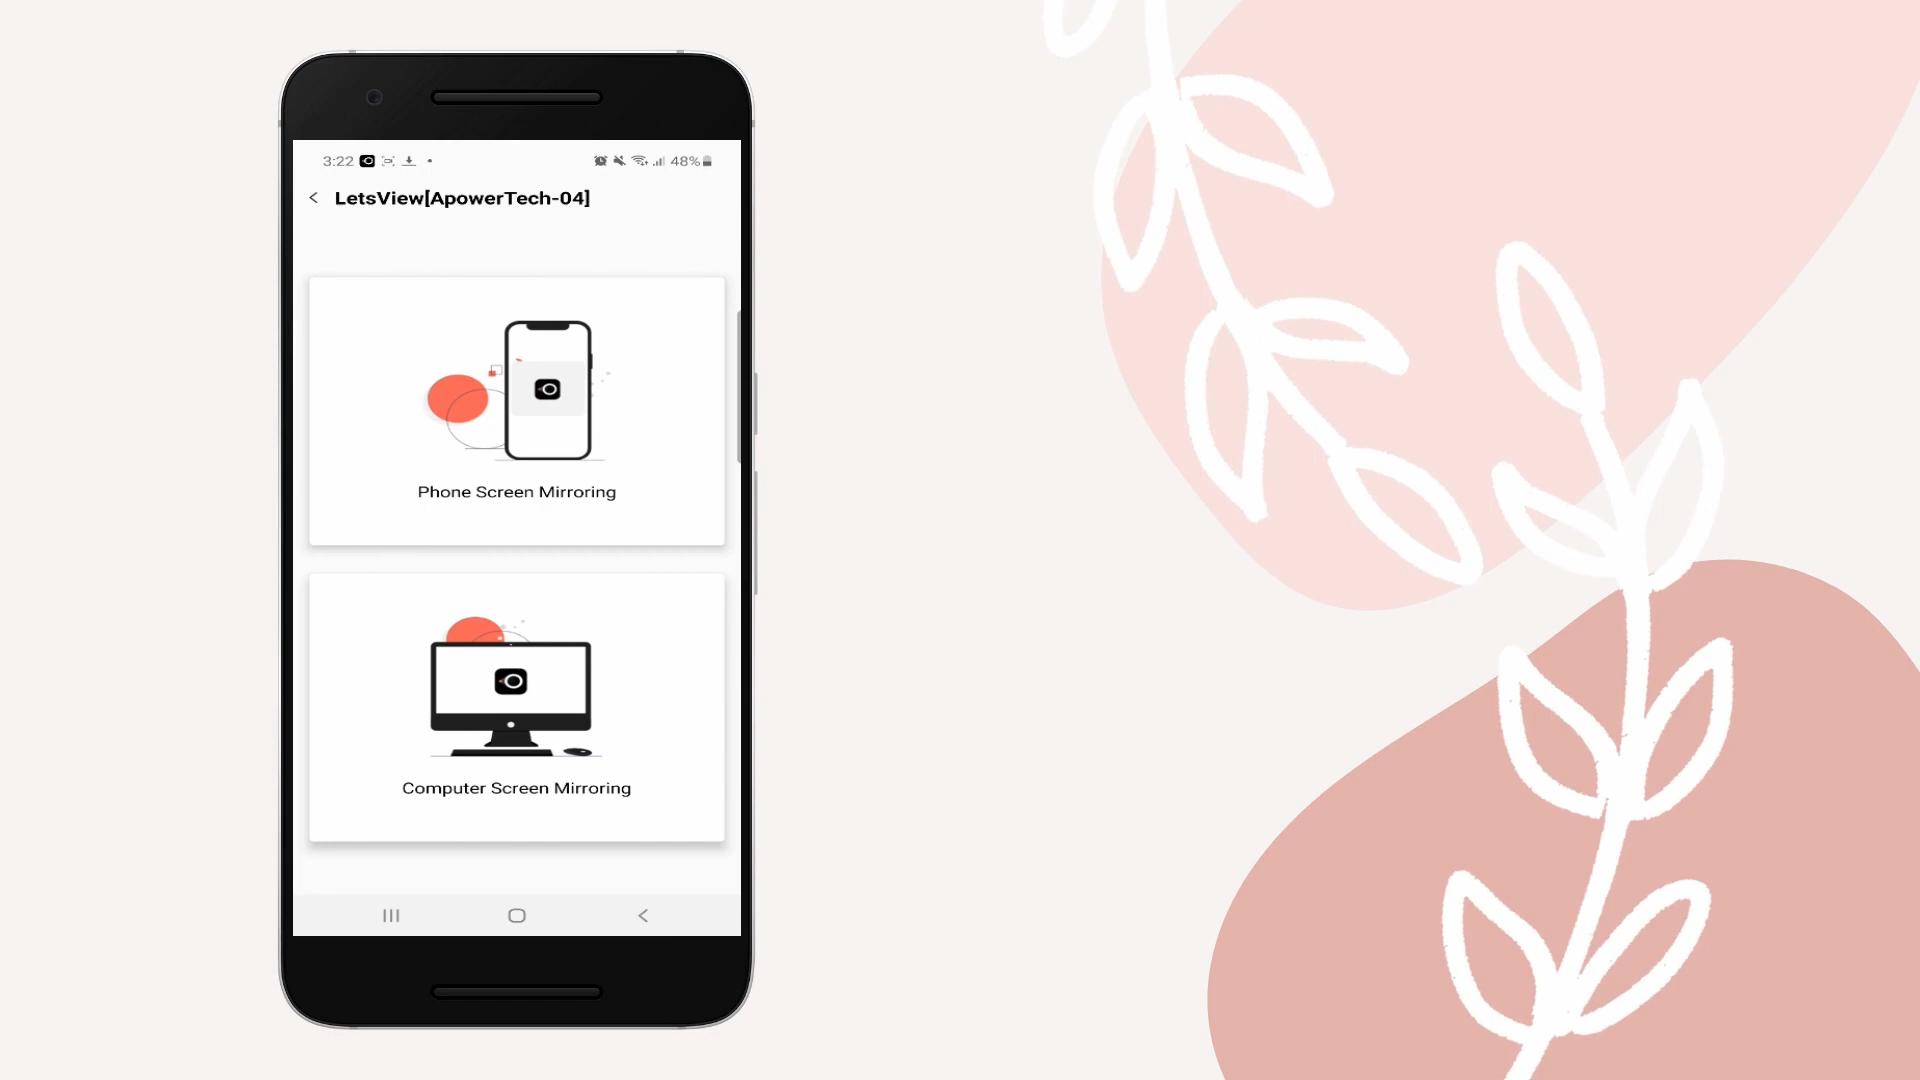 3:22 48%
LetsView[ApowerTech-04]
Phone Screen Mirroring
Computer Screen Mirroring